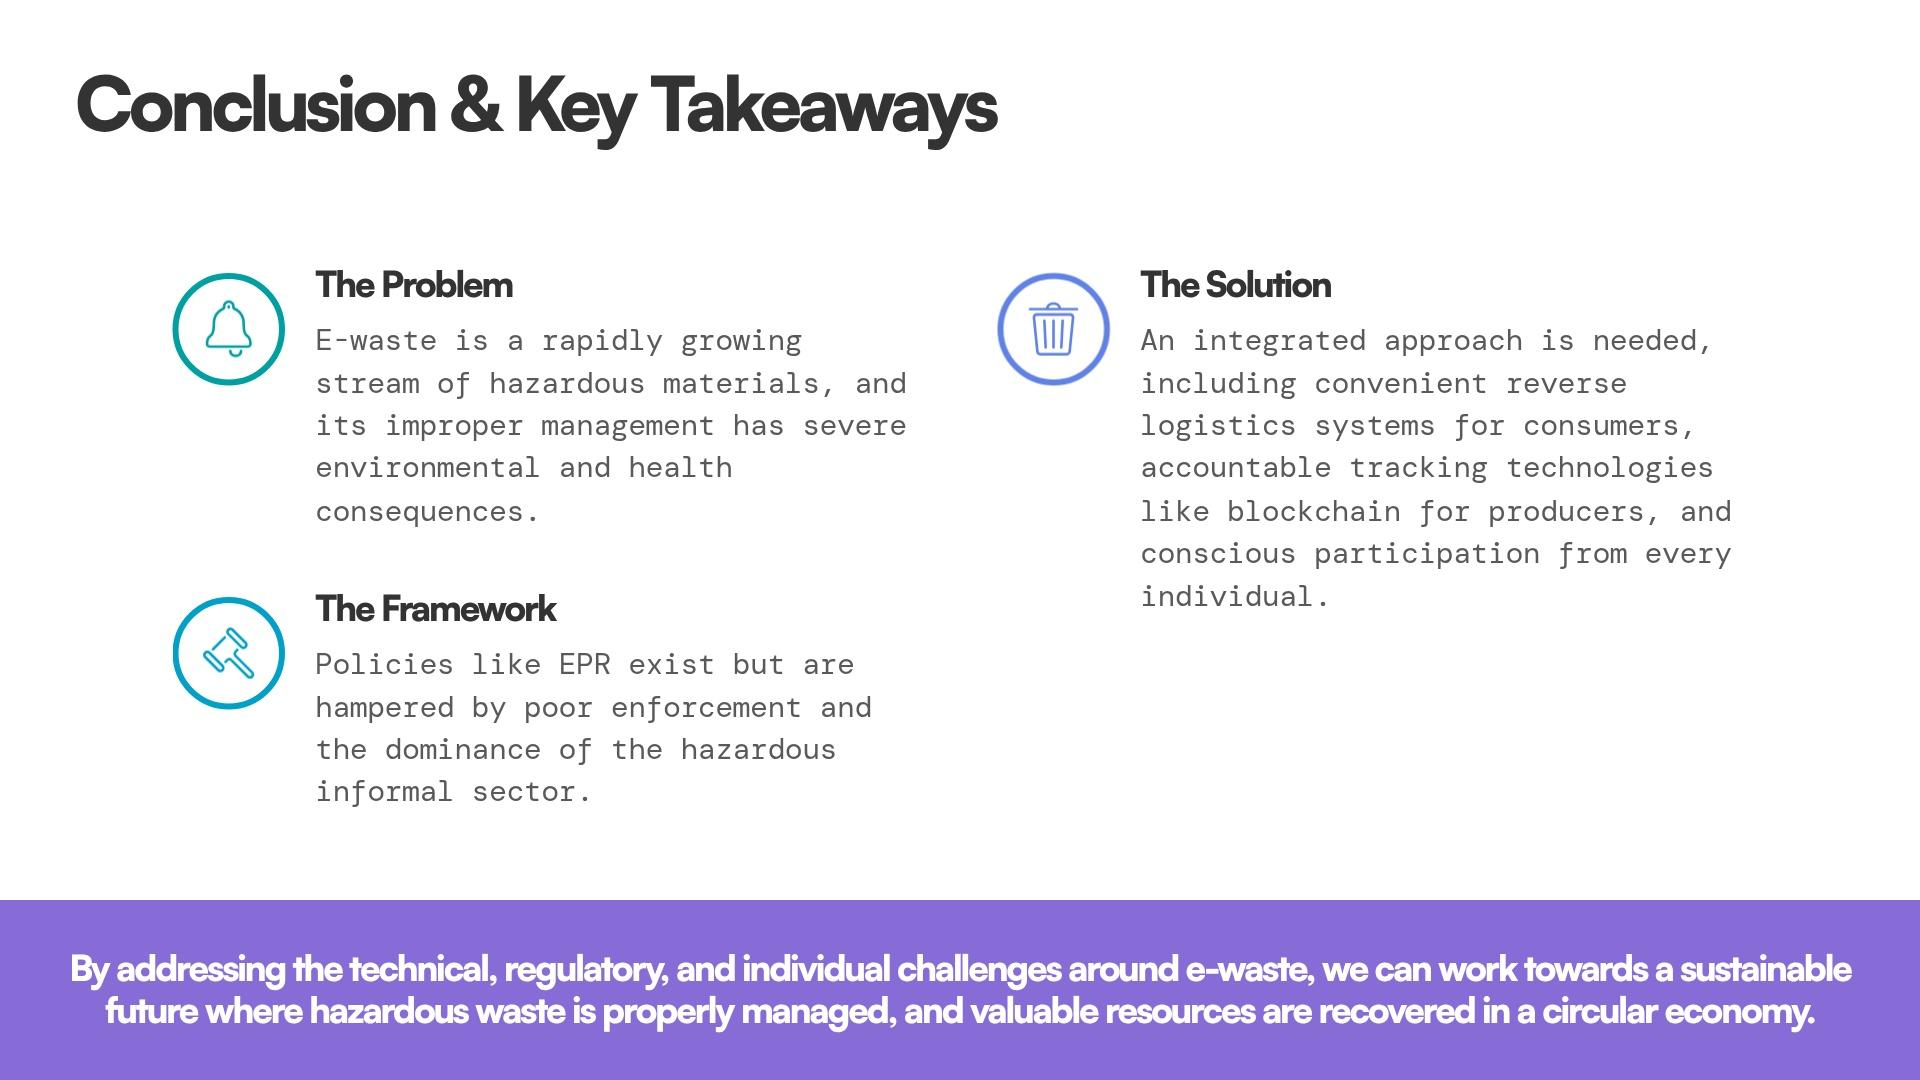 Conclusion & Key Takeaways
The Problem
E-waste is a rapidly growing
stream of hazardous materials, and
its improper management has severe
environmental and health
consequences.
The Framework
Policies like EPR exist but are
hampered by poor enforcement and
the dominance of the hazardous
informal sector.
The Solution
An integrated approach is needed,
including convenient reverse
logistics systems for consumers,
accountable tracking technologies
like blockchain for producers, and
conscious participation from every
individual.
By addressing the technical, regulatory, and individual challenges around e-waste, we can work towards a sustainable
future where hazardous waste is properly managed, and valuable resources are recovered in a circular economy.